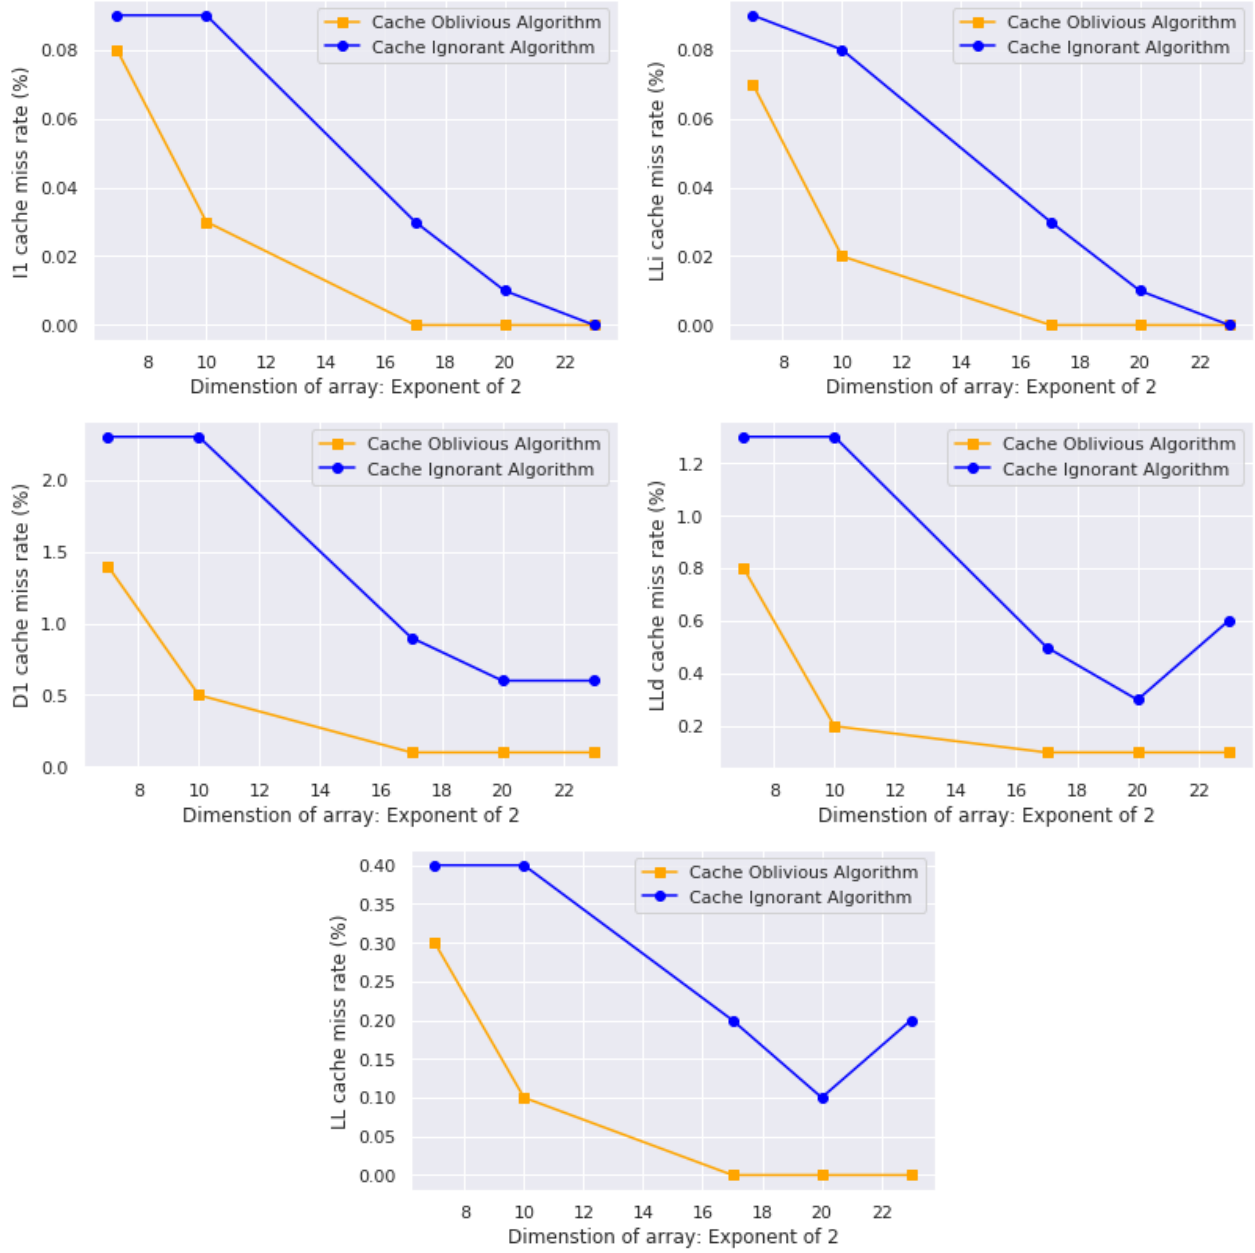 Cache Oblivious Algorithm
Cache Ignorant Algorithm
0.08
0.06
0.04
0.02
0.00
I1 cache miss rate (%)
8 10 12 14 16 18 20 22
Dimenstion of array: Exponent of 2
Cache Oblivious Algorithm
Cache Ignorant Algorithm
0.08
0.06
0.04
0.02
0.00
LLi cache miss rate (%)
8 10 12 14 16 18 20 22
Dimenstion of array: Exponent of 2
Cache Oblivious Algorithm
Cache Ignorant Algorithm
2.0
1.5
1.0
0.5
0.0
D1 cache miss rate (%)
8 10 12 14 16 18 20 22
Dimenstion of array: Exponent of 2
Cache Oblivious Algorithm
Cache Ignorant Algorithm
1.2
1.0
0.8
0.6
0.4
0.2
LLd cache miss rate (%)
8 10 12 14 16 18 20 22
Dimenstion of array: Exponent of 2
Cache Oblivious Algorithm
Cache Ignorant Algorithm
0.40
0.35
0.30
0.25
0.20
0.15
0.10
0.05
0.00
LL cache miss rate (%)
8 10 12 14 16 18 20 22
Dimenstion of array: Exponent of 2